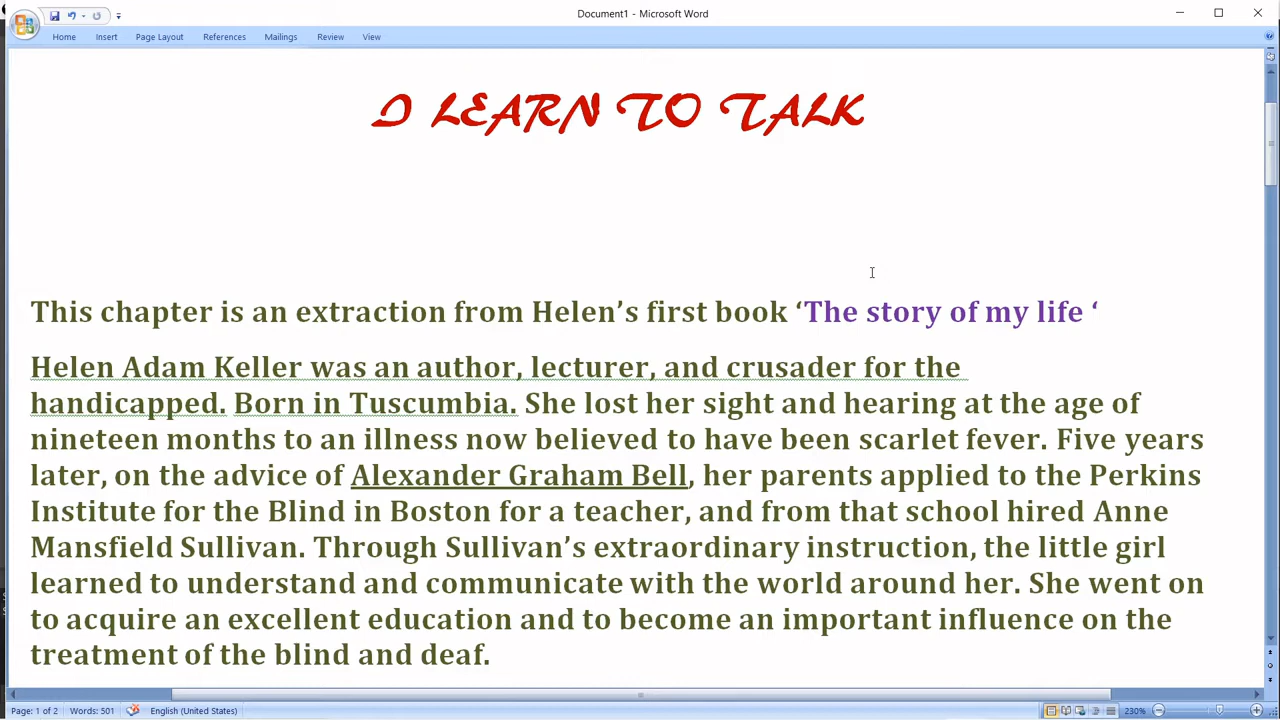 Document1 - Microsoft Word
Home Insert Page Layout References Mailings Review View
I LEARN TO TALK
This chapter is an extraction from Helen’s first book ‘The story of my life ‘
Helen Adam Keller was an author, lecturer, and crusader for the
handicapped. Born in Tuscumbia. She lost her sight and hearing at the age of
nineteen months to an illness now believed to have been scarlet fever. Five years
later, on the advice of Alexander Graham Bell, her parents applied to the Perkins
Institute for the Blind in Boston for a teacher, and from that school hired Anne
Mansfield Sullivan. Through Sullivan’s extraordinary instruction, the little girl
learned to understand and communicate with the world around her. She went on
to acquire an excellent education and to become an important influence on the
treatment of the blind and deaf.
Page: 1 of 2 Words: 501 English (United States) 230%